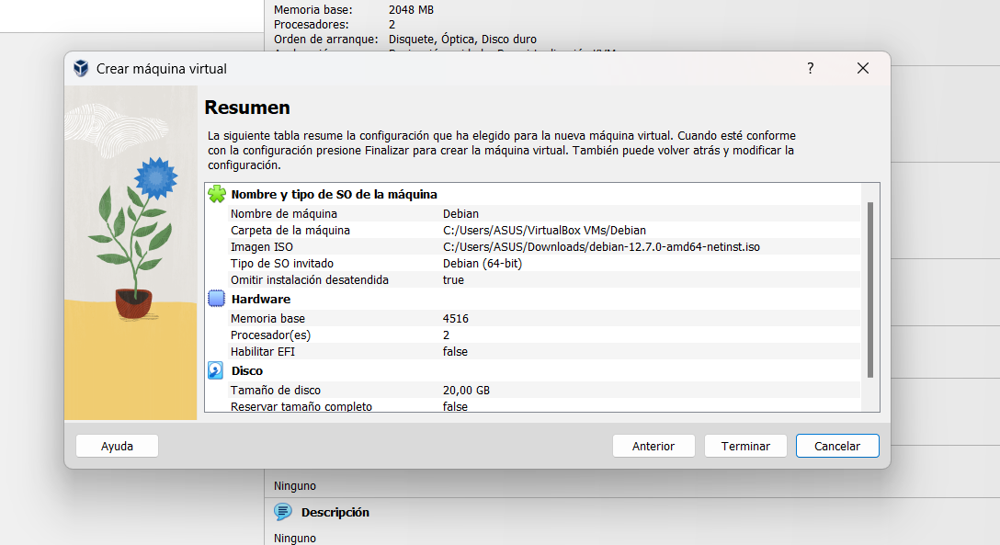 Memoria base: 2048 MB
Procesadores: 2
Orden de arranque: Disquete, Óptica, Disco duro
Crear máquina virtual
?
Resumen
La siguiente tabla resume la configuración que ha elegido para la nueva máquina virtual. Cuando esté conforme
con la configuración presione Finalizar para crear la máquina virtual. También puede volver atrás y modificar la
configuración.
Nombre y tipo de SO de la máquina
Nombre de máquina Debian
Carpeta de la máquina C:/Users/ASUS/VirtualBox VMs/Debian
Imagen ISO C:/Users/ASUS/Downloads/debian-12.7.0-amd64-netinst.iso
Tipo de SO invitado Debian (64-bit)
Omitir instalación desatendida true
Hardware
Memoria base 4516
Procesador(es) 2
Habilitar EFI false
Disco
Tamaño de disco 20,00 GB
Reservar tamaño completo false
Ayuda
Anterior
Terminar
Cancelar
Ninguno
Descripción
Ninguno